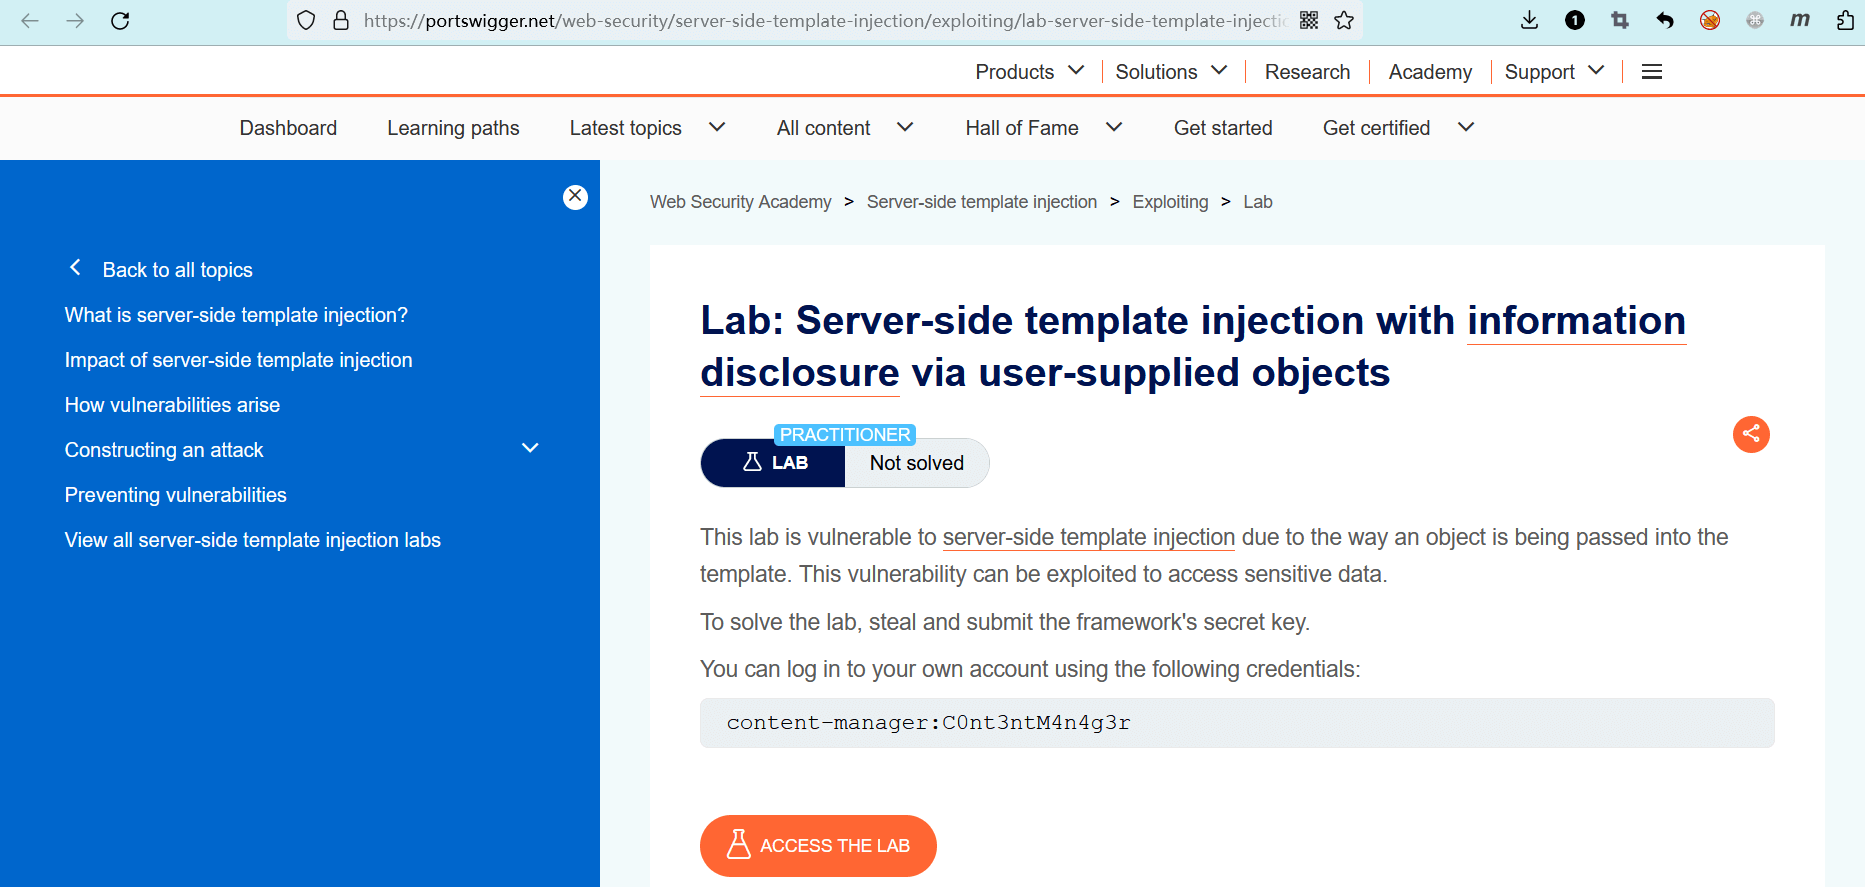 https://portswigger.net/web-security/server-side-template-injection/exploiting/lab-server-side-template-injectic
1
m
Products
Solutions
Research
Academy
Support
Dashboard
Learning paths
Latest topics
All content
Hall of Fame
Get started
Get certified
Back to all topics
What is server-side template injection?
Impact of server-side template injection
How vulnerabilities arise
Constructing an attack
Preventing vulnerabilities
View all server-side template injection labs
Web Security Academy > Server-side template injection > Exploiting > Lab
Lab: Server-side template injection with information
disclosure via user-supplied objects
PRACTITIONER
LAB
Not solved
This lab is vulnerable to server-side template injection due to the way an object is being passed into the
template. This vulnerability can be exploited to access sensitive data.
To solve the lab, steal and submit the framework's secret key.
You can log in to your own account using the following credentials:
content-manager:C0nt3ntM4n4g3r
ACCESS THE LAB